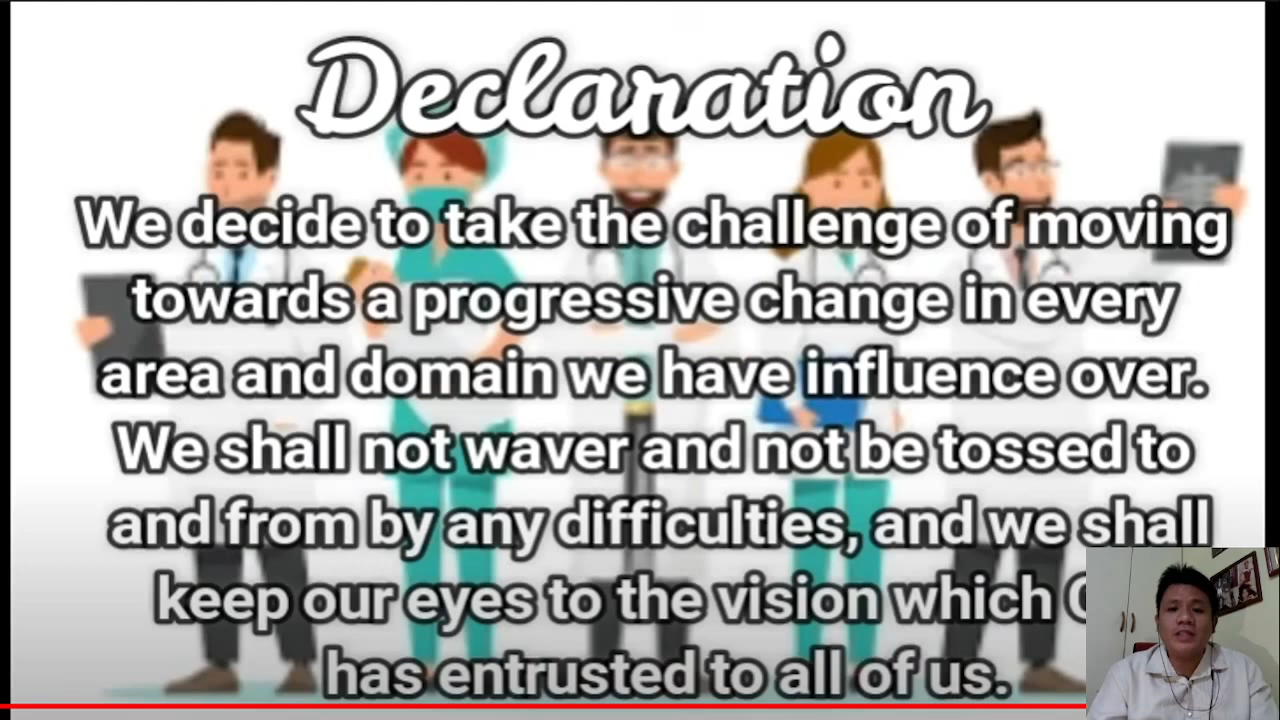 Declaration
We decide to take the challenge of moving
towards a progressive change in every
area and domain we have influence over.
We shall not waver and not be tossed to
and from by any difficulties, and we shall
keep our eyes to the vision which
has entrusted to all of us.